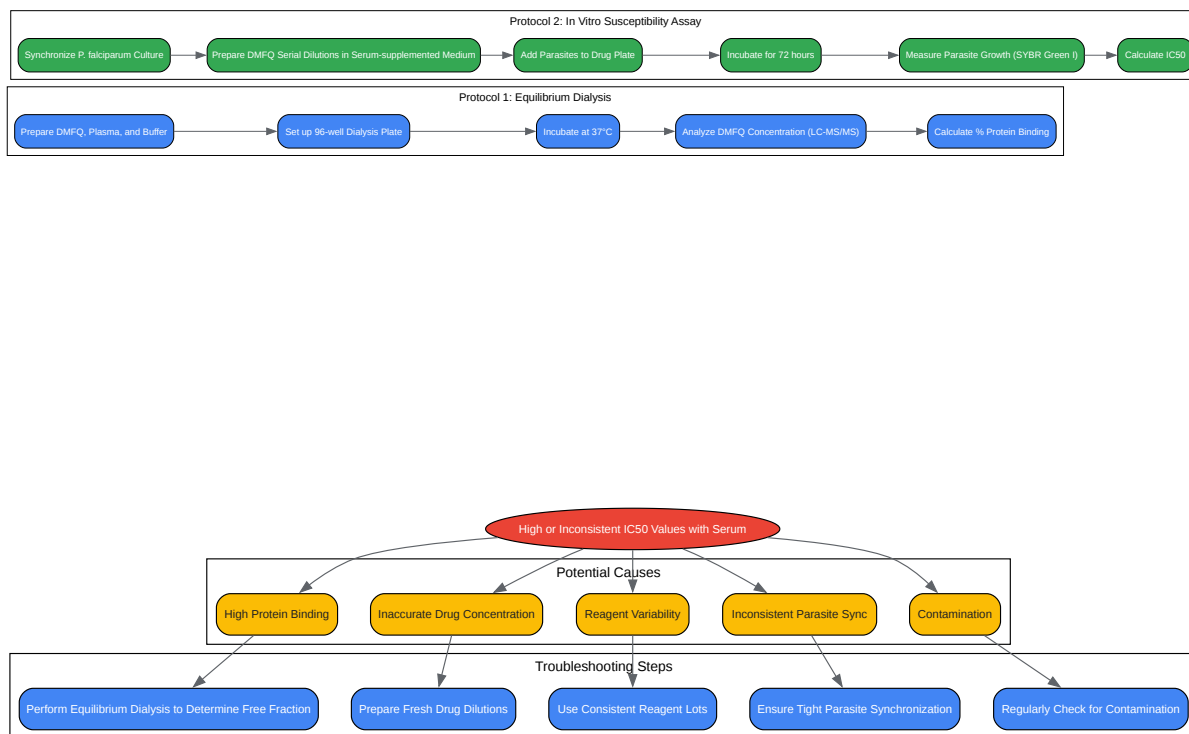 Protocol 2: In Vitro Susceptibility Assay
Synchronize P. falciparum Culture
Prepare DMFQ Serial Dilutions in Serum-supplemented Medium
Add Parasites to Drug Plate
Incubate for 72 hours
Measure Parasite Growth (SYBR Green I)
Calculate IC50
Protocol 1: Equilibrium Dialysis
Prepare DMFQ, Plasma, and Buffer
Set up 96-well Dialysis Plate
Incubate at 37°C
Analyze DMFQ Concentration (LC-MS/MS)
Calculate % Protein Binding
High or Inconsistent IC50 Values with Serum
Potential Causes
High Protein Binding
Inaccurate Drug Concentration
Reagent Variability
Inconsistent Parasite Sync
Contamination
Troubleshooting Steps
Perform Equilibrium Dialysis to Determine Free Fraction
Prepare Fresh Drug Dilutions
Use Consistent Reagent Lots
Ensure Tight Parasite Synchronization
Regularly Check for Contamination